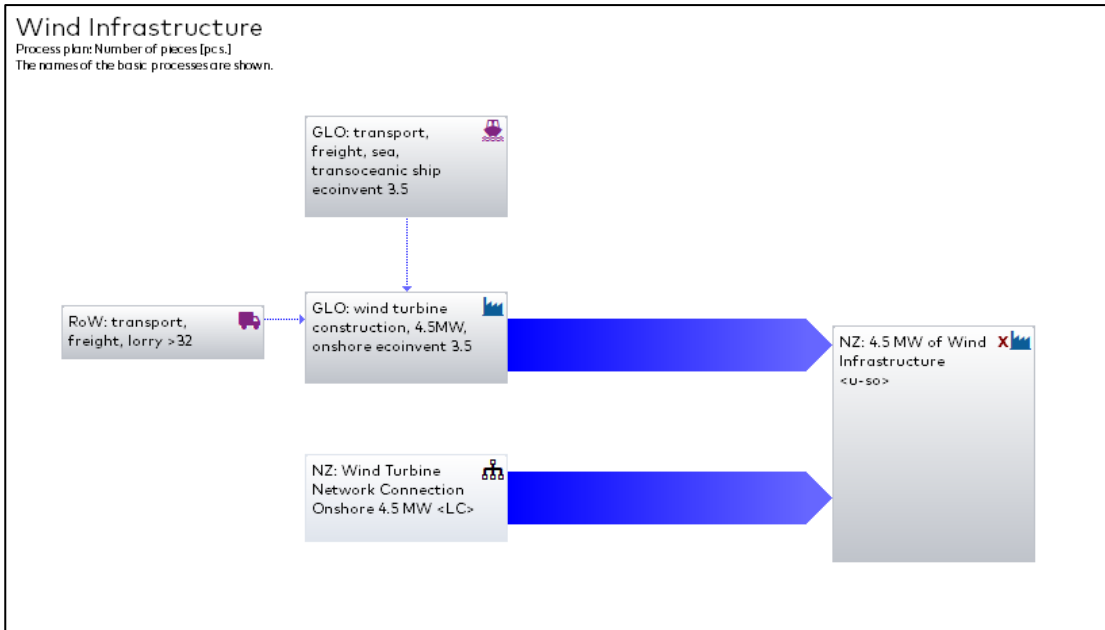 Wind Infrastructure
Process plan: Number of pieces [pcs.]
The names of the basic processes are shown.
GLO: transport,
freight, sea,
transoceanic ship
ecoinvent 3.5
RoW: transport,
freight, lorry >32
GLO: wind turbine
construction, 4.5MW,
onshore ecoinvent 3.5
NZ: 4.5 MW of Wind
Infrastructure
<u-so>
X
NZ: Wind Turbine
Network Connection
Onshore 4.5 MW <LC>